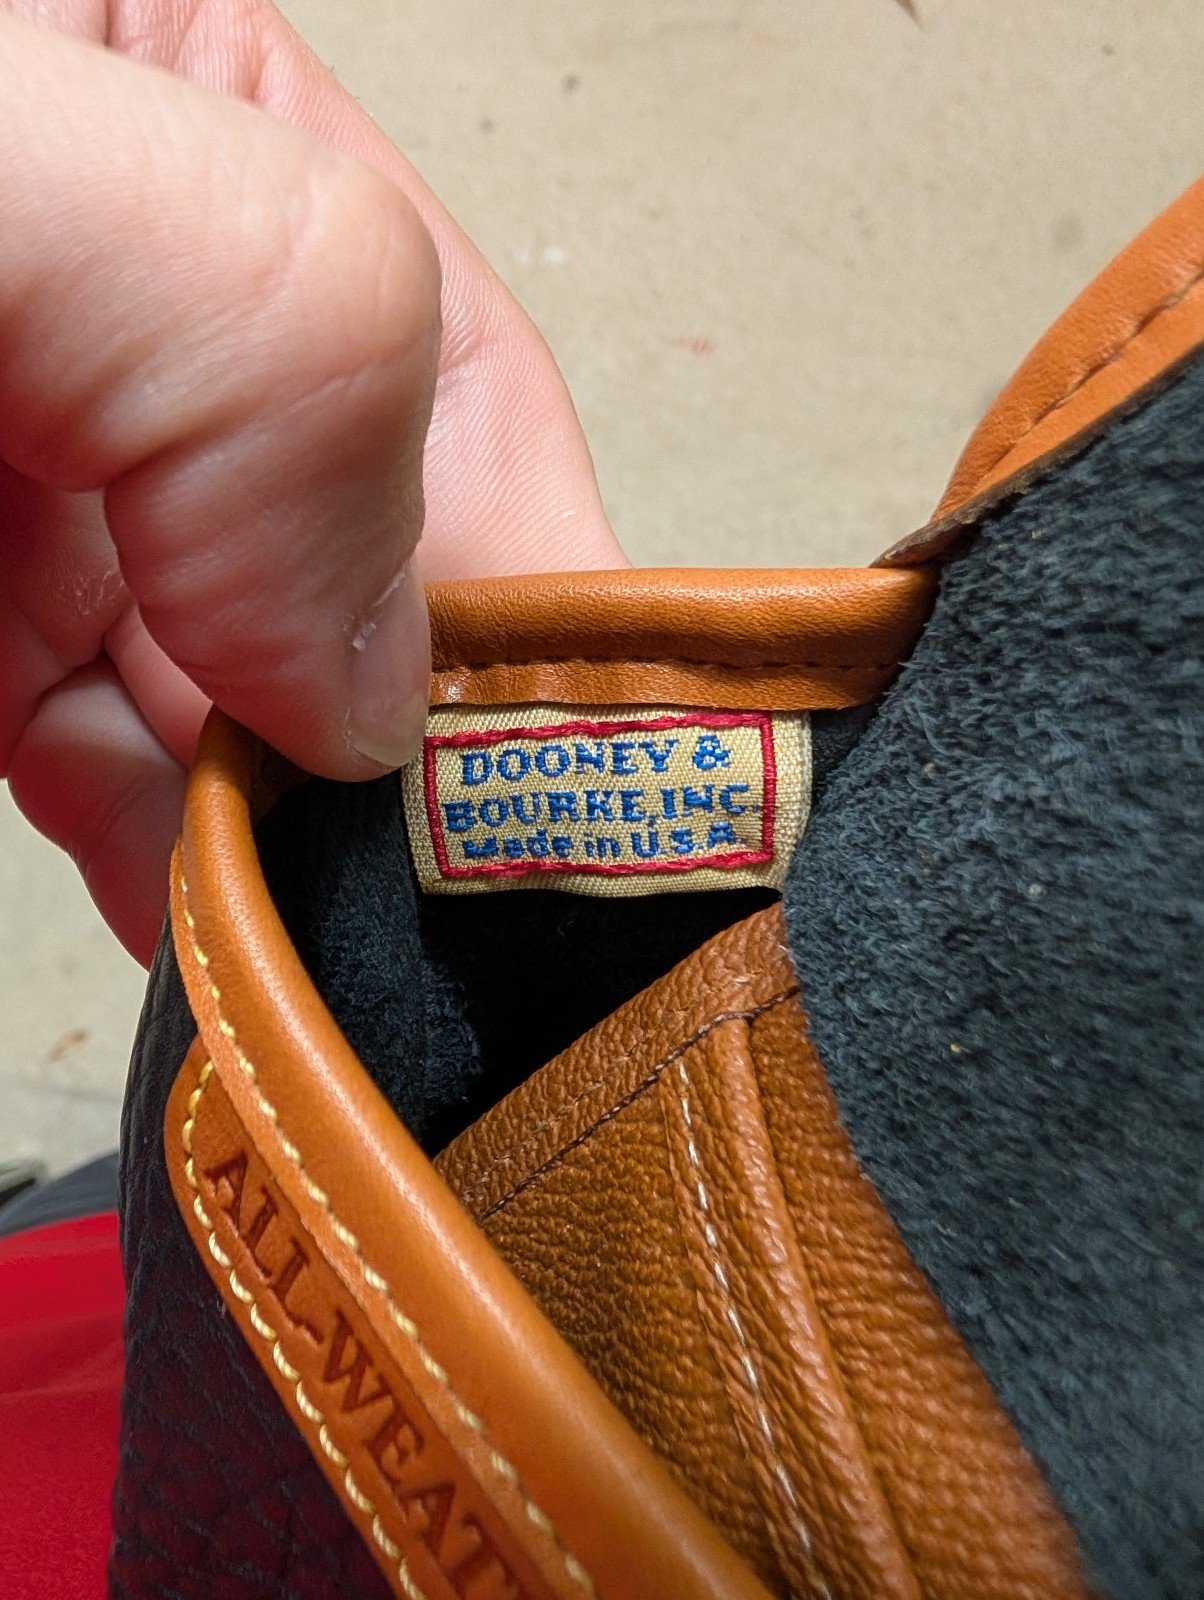 DOONEY &
BOURKE, INC.
Made in U.S.A
ALL-WEAT